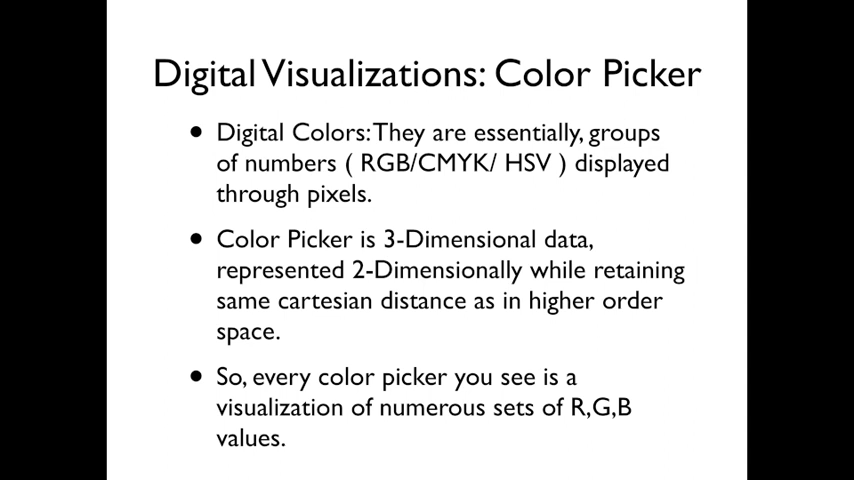 Digital Visualizations: Color Picker
• Digital Colors: They are essentially, groups
of numbers ( RGB/CMYK/ HSV ) displayed
through pixels.
• Color Picker is 3-Dimensional data,
represented 2-Dimensionally while retaining
same cartesian distance as in higher order
space.
• So, every color picker you see is a
visualization of numerous sets of R,G,B
values.